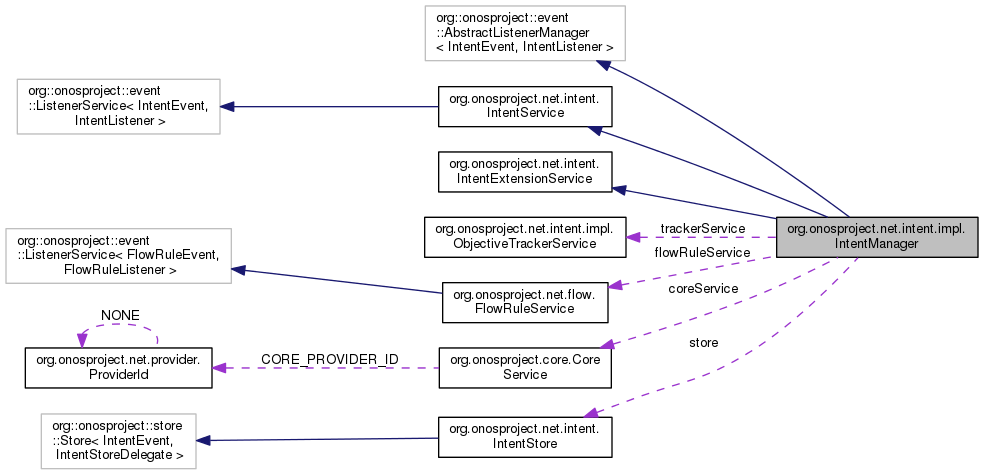 org::onosproject::event
::AbstractListenerManager
< IntentEvent, IntentListener >
org::onosproject::event
::ListenerService< IntentEvent,
IntentListener >
org.onosproject.net.intent.
IntentService
org.onosproject.net.intent.
IntentExtensionService
org.onosproject.net.intent.impl.
ObjectiveTrackerService
trackerService
org.onosproject.net.intent.impl.
IntentManager
org::onosproject::event
::ListenerService< FlowRuleEvent,
FlowRuleListener >
flowRuleService
org.onosproject.net.flow.
FlowRuleService
coreService
NONE
org.onosproject.net.provider.
ProviderId
CORE_PROVIDER_ID
org.onosproject.core.Core
Service
store
org::onosproject::store
::Store< IntentEvent,
IntentStoreDelegate >
org.onosproject.net.intent.
IntentStore